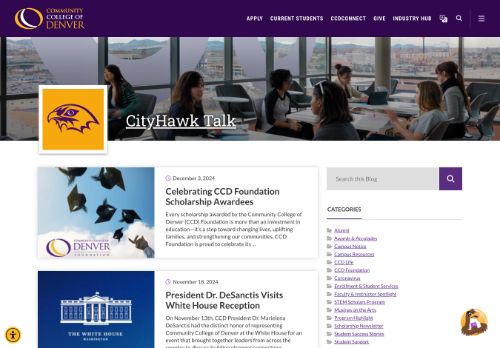 COMMUNITY
COLLEGE OF
DENVER
APPLY CURRENT STUDENTS CCDCONNECT GIVE INDUSTRY HUB
CityHawk Talk
December 3, 2024
Celebrating CCD Foundation
Scholarship Awardees
Every scholarship awarded by the Community College of
Denver (CCD) Foundation is more than an investment in
education—it's a step toward changing lives, uplifting
families, and strengthening our communities. CCD
Foundation is proud to celebrate its ...
COMMUNITY COLLEGE OF
DENVER
FOUNDATION
November 18, 2024
President Dr. DeSanctis Visits
White House Reception
On November 13th, CCD President Dr. Marielena
DeSanctis had the distinct honor of representing
Community College of Denver at the White House for an
event that brought together leaders from across
THE WHITE HOUSE
WASHINGTON
Search this Blog
CATEGORIES
Alumni
Awards & Accolades
Campus Notice
Campus Resources
CCD Life
CCD Foundation
Coronavirus
Enrollment & Student Services
Faculty & Instructor Spotlight
STEM Scholars Program
Musings on the Arts
Program Highlight
Scholarship Newsletter
Student Success Stories
Student Support